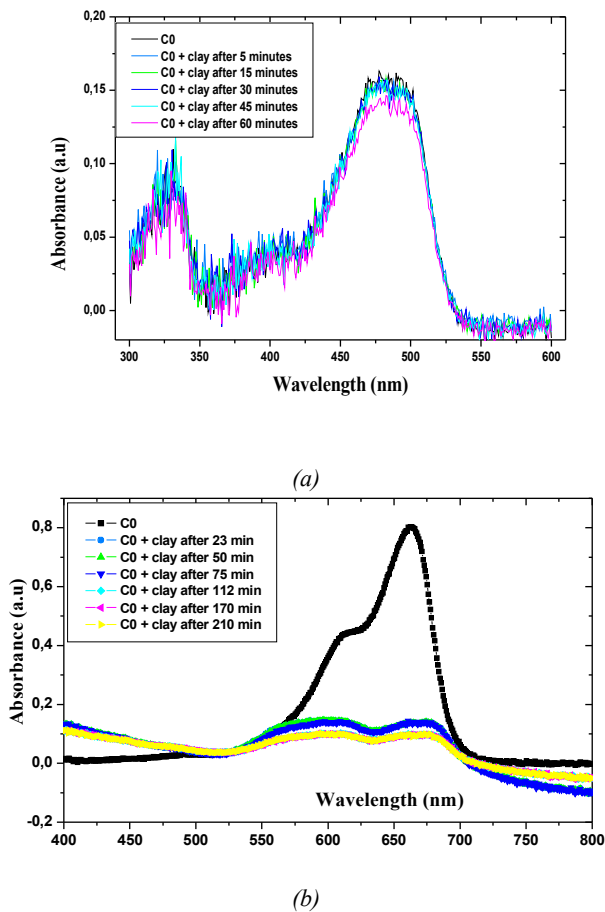 0,2
C0
C0 + clay after 5 minutes
C0 + clay after 15 minutes
C0 + clay after 30 minutes
C0 + clay after 45 minutes
C0 + clay after 60 minutes
0,15
0,10
0,05
0,00
Absorbance (a.u)
300 350 400 450 500 550 600
Wavelength (nm)
(a)
0,8
C0
C0 + clay after 23 min
C0 + clay after 50 min
C0 + clay after 75 min
C0 + clay after 112 min
C0 + clay after 170 min
C0 + clay after 210 min
0,6
0,4
0,2
0,0
-0,2
Absorbance (a.u)
Wavelength (nm)
400 450 500 550 600 650 700 750 800
(b)